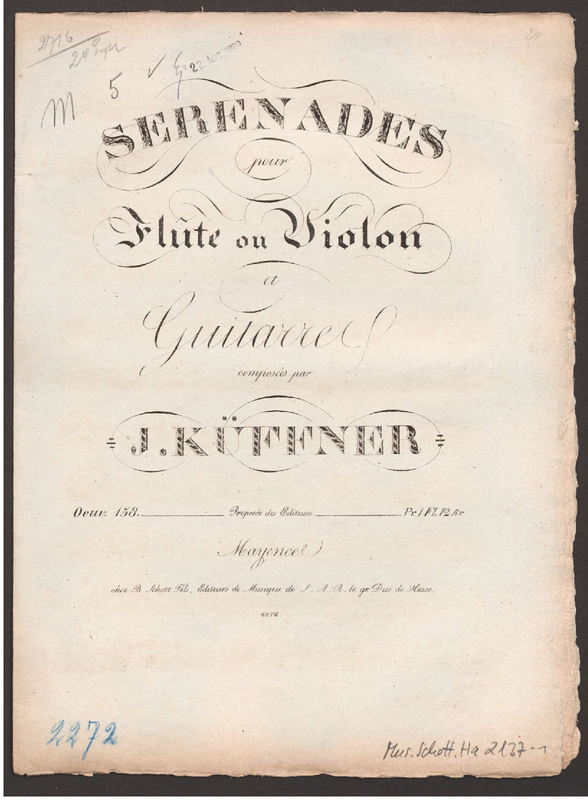 2716
M 5
SERENADES
pour
Flûte ou Violon
et
Guitarre
composées par
J. KÜFFNER
Oeuv. 158. Propriété des Editeurs. Pr. 1 Fl. 12 Kr.
Mayence
chez B. Schott Fils, Editeurs de Musique de S. A. R. le gr. Duc de Hesse.
2272
Mus. Schott. Ha 2137-1